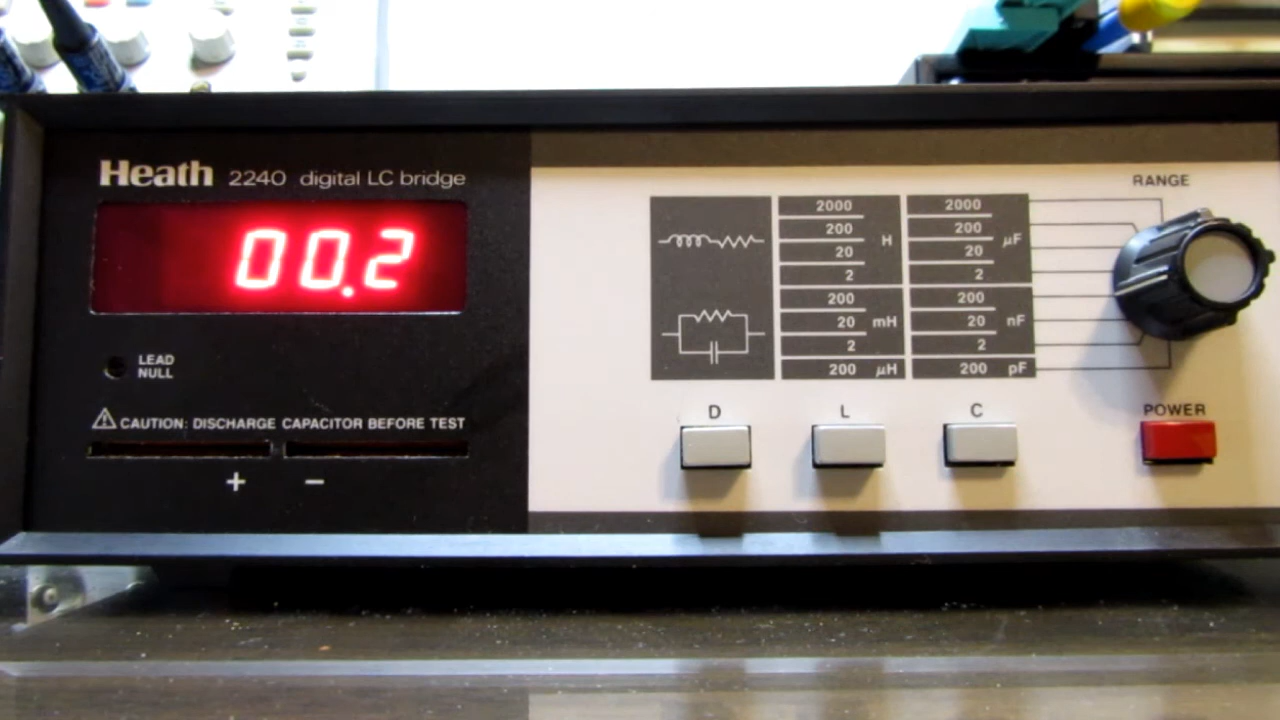 Heath 2240 digital LC bridge
00.2
LEAD
NULL
CAUTION: DISCHARGE CAPACITOR BEFORE TEST
+ −
RANGE
2000 2000
200 200
H µF
20 20
2 2
200 200
20 mH 20 nF
2 2
200 µH 200 pF
D L C
POWER